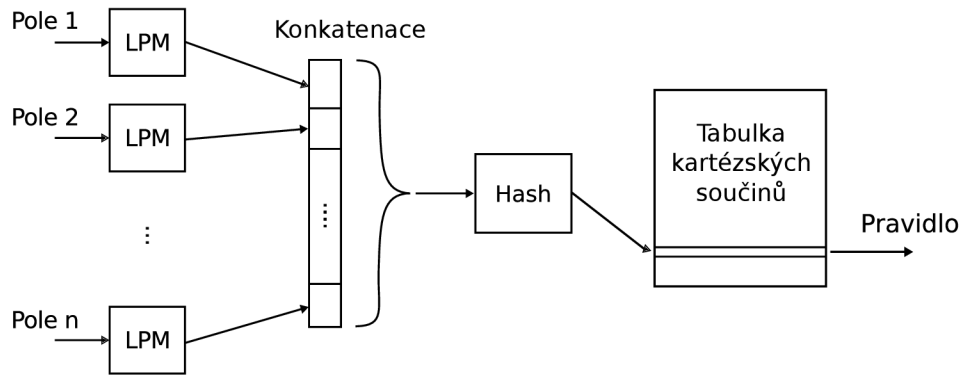 Pole 1
LPM
Konkatenace
Pole 2
LPM
Tabulka
kartézských
součinů
Hash
....
...
Pravidlo
Pole n
LPM